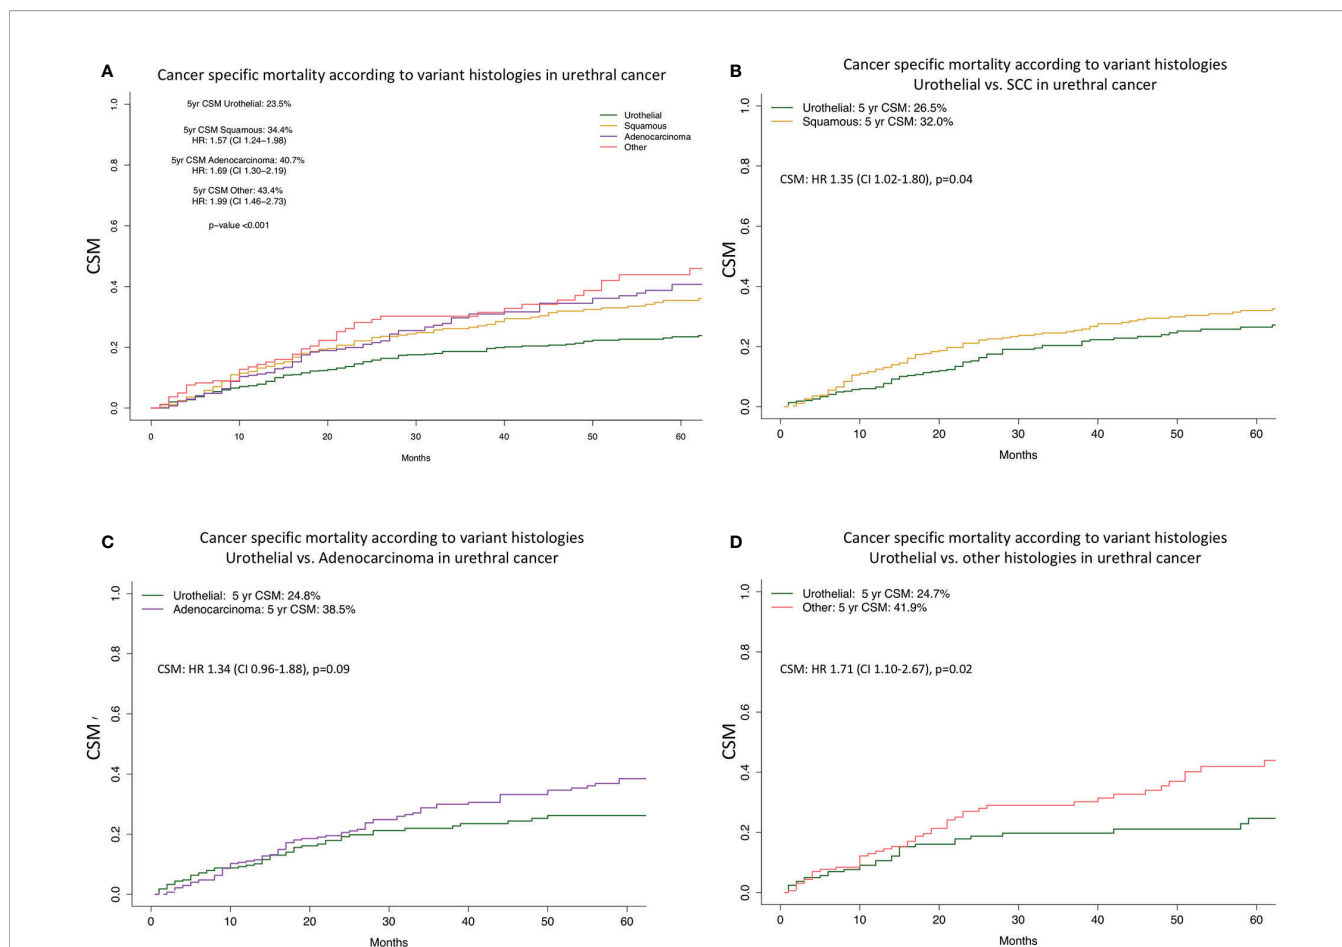 A
Cancer specific mortality according to variant histologies in urethral cancer
5yr CSM Urothelial: 23.5%
5yr CSM Squamous: 34.4%
HR: 1.57 (CI 1.24−1.98)
5yr CSM Adenocarcinoma: 40.7%
HR: 1.69 (CI 1.30−2.19)
5yr CSM Other: 43.4%
HR: 1.99 (CI 1.46−2.73)
p−value <0.001
Urothelial
Squamous
Adenocarcinoma
Other
CSM
1.0
0.8
0.6
0.4
0.2
0.0
0 10 20 30 40 50 60
Months
B
Cancer specific mortality according to variant histologies
Urothelial vs. SCC in urethral cancer
Urothelial: 5 yr CSM: 26.5%
Squamous: 5 yr CSM: 32.0%
CSM: HR 1.35 (CI 1.02-1.80), p=0.04
CSM
1.0
0.8
0.6
0.4
0.2
0.0
0 10 20 30 40 50 60
Months
C
Cancer specific mortality according to variant histologies
Urothelial vs. Adenocarcinoma in urethral cancer
Urothelial: 5 yr CSM: 24.8%
Adenocarcinoma: 5 yr CSM: 38.5%
CSM: HR 1.34 (CI 0.96-1.88), p=0.09
CSM
1.0
0.8
0.6
0.4
0.2
0.0
0 10 20 30 40 50 60
Months
D
Cancer specific mortality according to variant histologies
Urothelial vs. other histologies in urethral cancer
Urothelial: 5 yr CSM: 24.7%
Other: 5 yr CSM: 41.9%
CSM: HR 1.71 (CI 1.10-2.67), p=0.02
CSM
1.0
0.8
0.6
0.4
0.2
0.0
0 10 20 30 40 50 60
Months